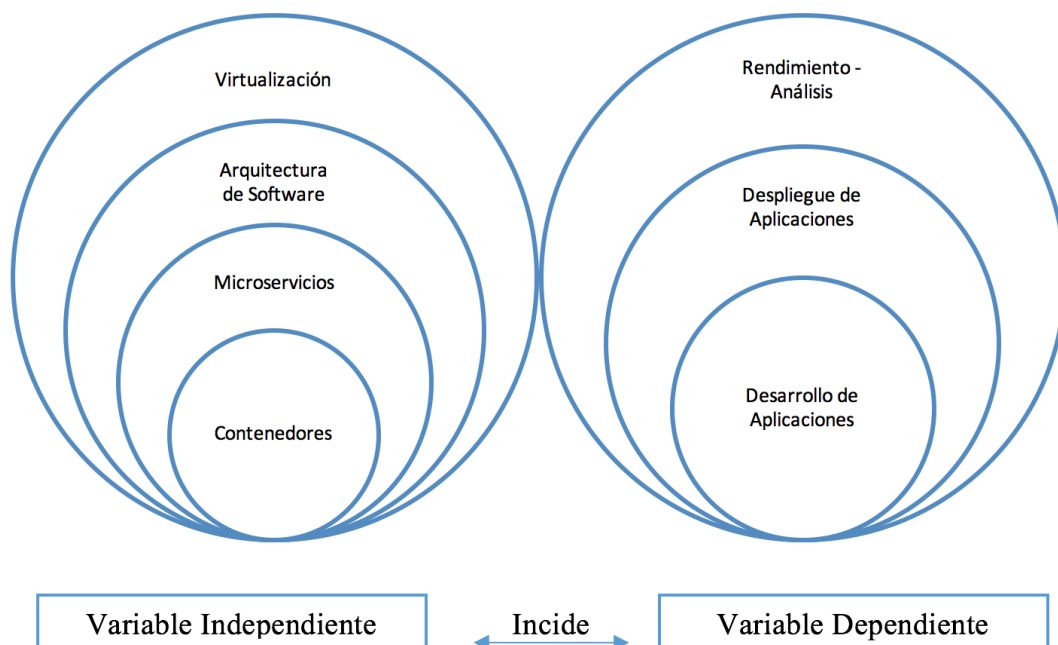 Virtualización
Arquitectura
de Software
Microservicios
Contenedores
Rendimiento -
Análisis
Despliegue de
Aplicaciones
Desarrollo de
Aplicaciones
Variable Independiente
Incide
Variable Dependiente